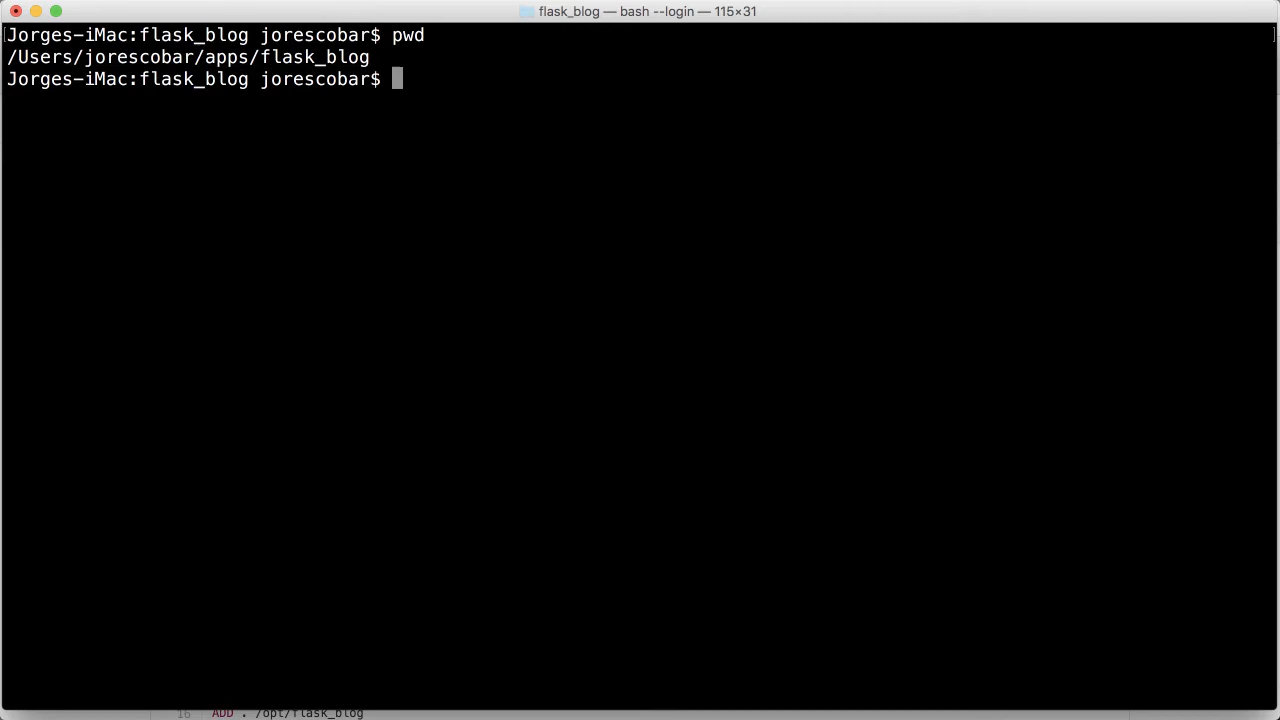 flask_blog — bash --login — 115×31
Jorges-iMac:flask_blog jorescobar$ pwd
/Users/jorescobar/apps/flask_blog
Jorges-iMac:flask_blog jorescobar$
16 ADD . /opt/flask_blog